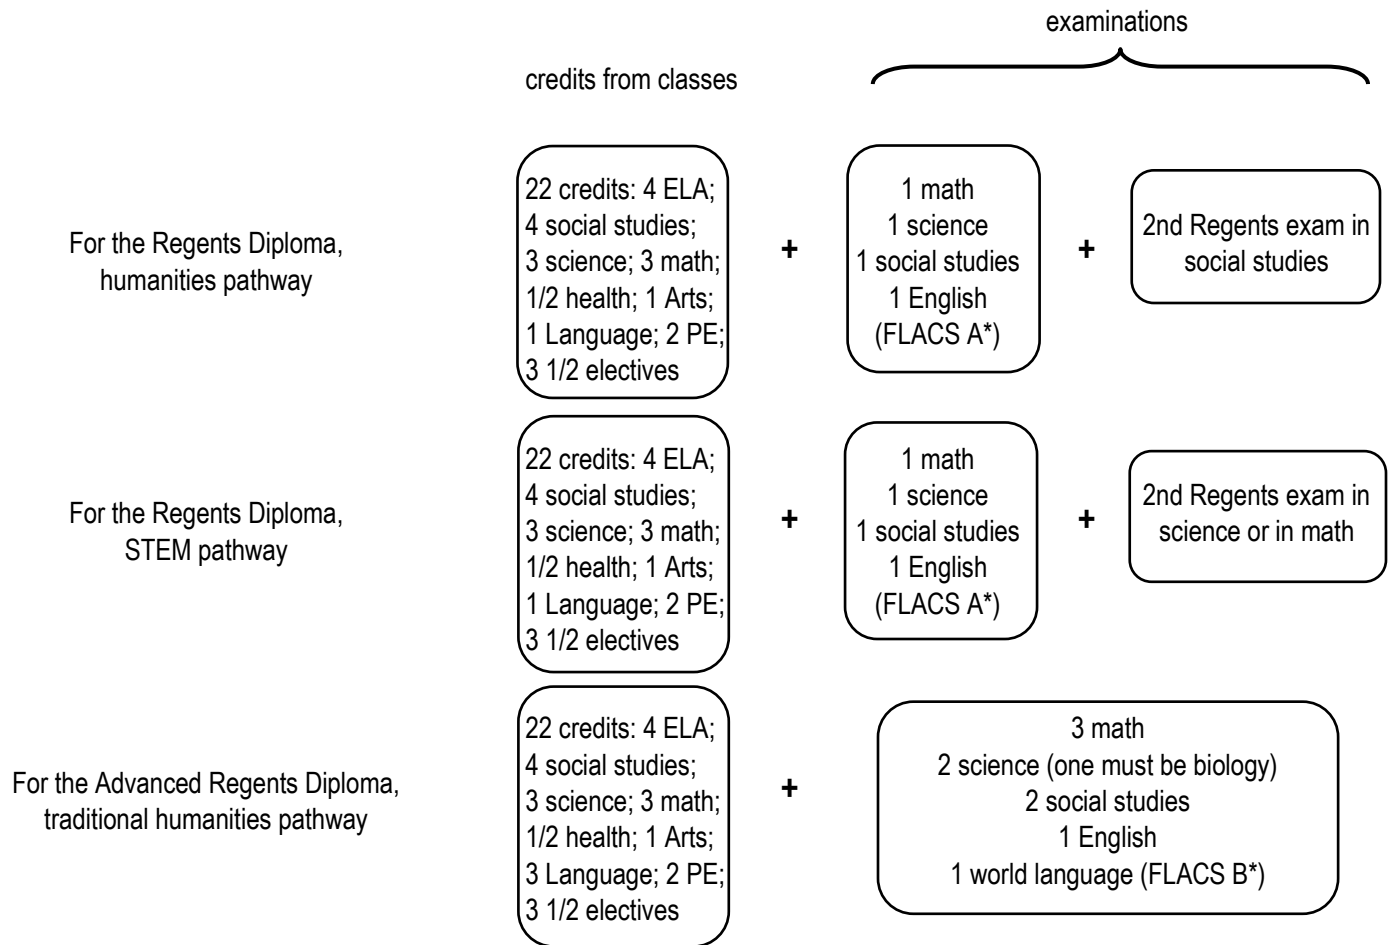 examinations
credits from classes
For the Regents Diploma,
humanities pathway
22 credits: 4 ELA;
4 social studies;
3 science; 3 math;
1/2 health; 1 Arts;
1 Language; 2 PE;
3 1/2 electives
+
1 math
1 science
1 social studies
1 English
(FLACS A*)
+
2nd Regents exam in
social studies
For the Regents Diploma,
STEM pathway
22 credits: 4 ELA;
4 social studies;
3 science; 3 math;
1/2 health; 1 Arts;
1 Language; 2 PE;
3 1/2 electives
+
1 math
1 science
1 social studies
1 English
(FLACS A*)
+
2nd Regents exam in
science or in math
For the Advanced Regents Diploma,
traditional humanities pathway
22 credits: 4 ELA;
4 social studies;
3 science; 3 math;
1/2 health; 1 Arts;
3 Language; 2 PE;
3 1/2 electives
+
3 math
2 science (one must be biology)
2 social studies
1 English
1 world language (FLACS B*)